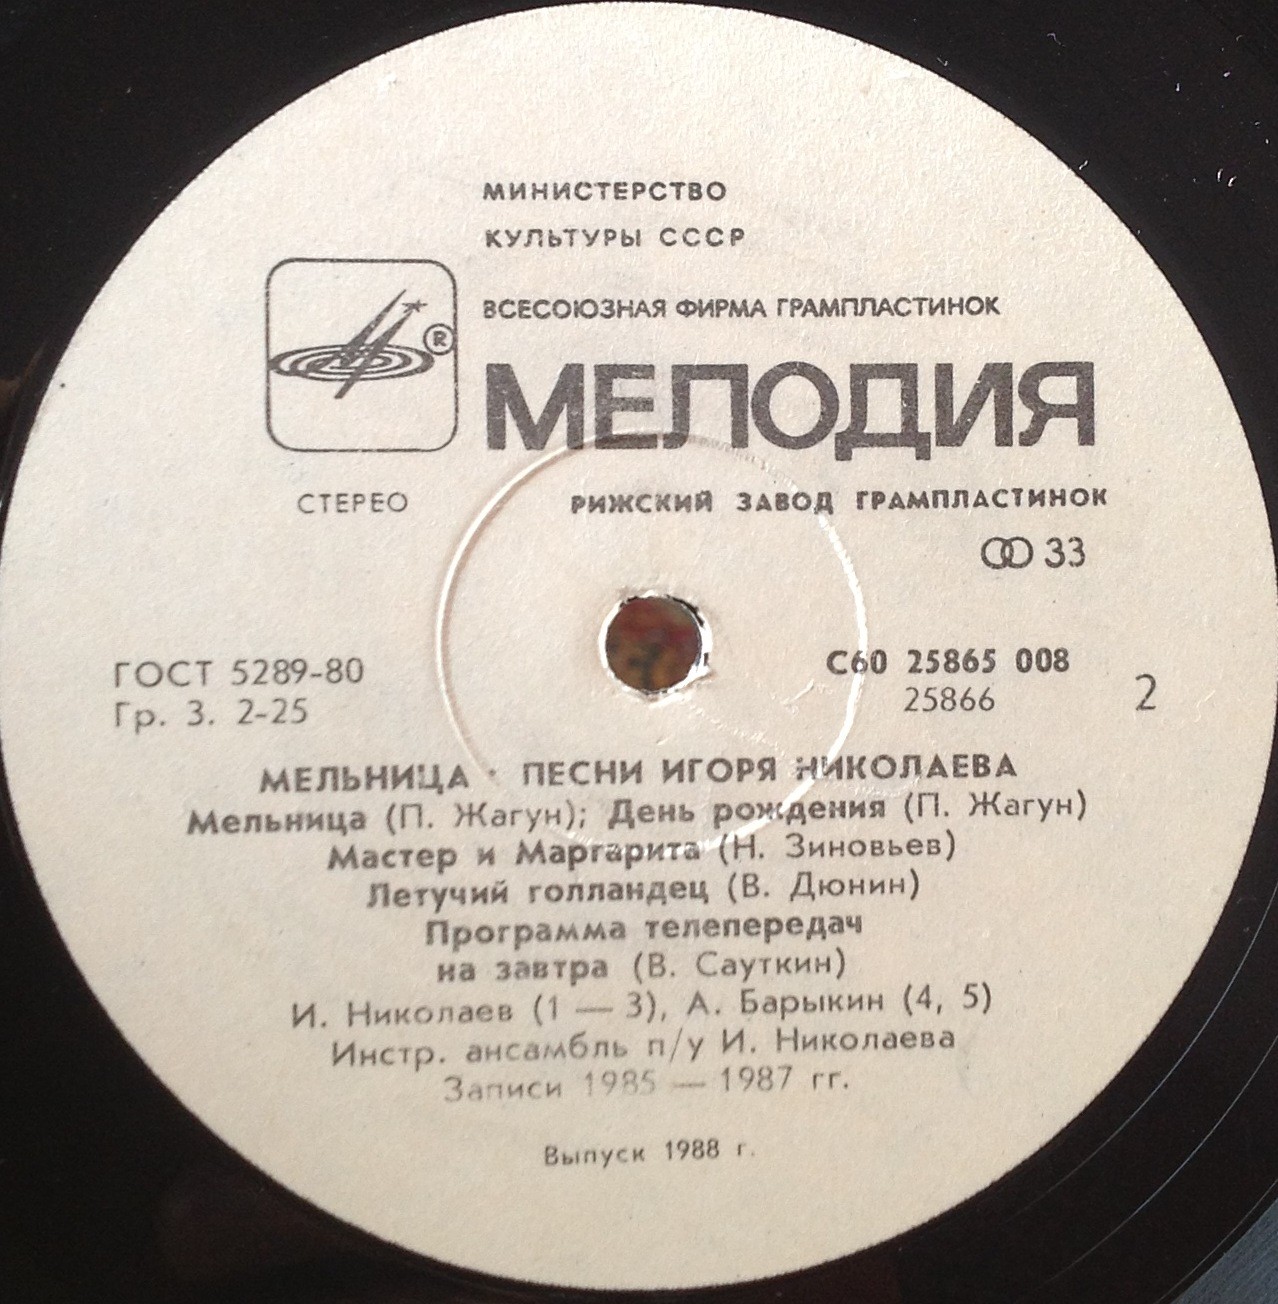 МИНИСТЕРСТВО
КУЛЬТУРЫ СССР
ВСЕСОЮЗНАЯ ФИРМА ГРАМПЛАСТИНОК
®
МЕЛОДИЯ
СТЕРЕО
РИЖСКИЙ ЗАВОД ГРАМПЛАСТИНОК
33
ГОСТ 5289-80
Гр. 3. 2-25
С60 25865 008
25866
2
МЕЛЬНИЦА · ПЕСНИ ИГОРЯ НИКОЛАЕВА
Мельница (П. Жагун); День рождения (П. Жагун)
Мастер и Маргарита (Н. Зиновьев)
Летучий голландец (В. Дюнин)
Программа телепередач
на завтра (В. Сауткин)
И. Николаев (1 — 3), А. Барыкин (4, 5)
Инстр. ансамбль п/у И. Николаева
Записи 1985 — 1987 гг.
Выпуск 1988 г.